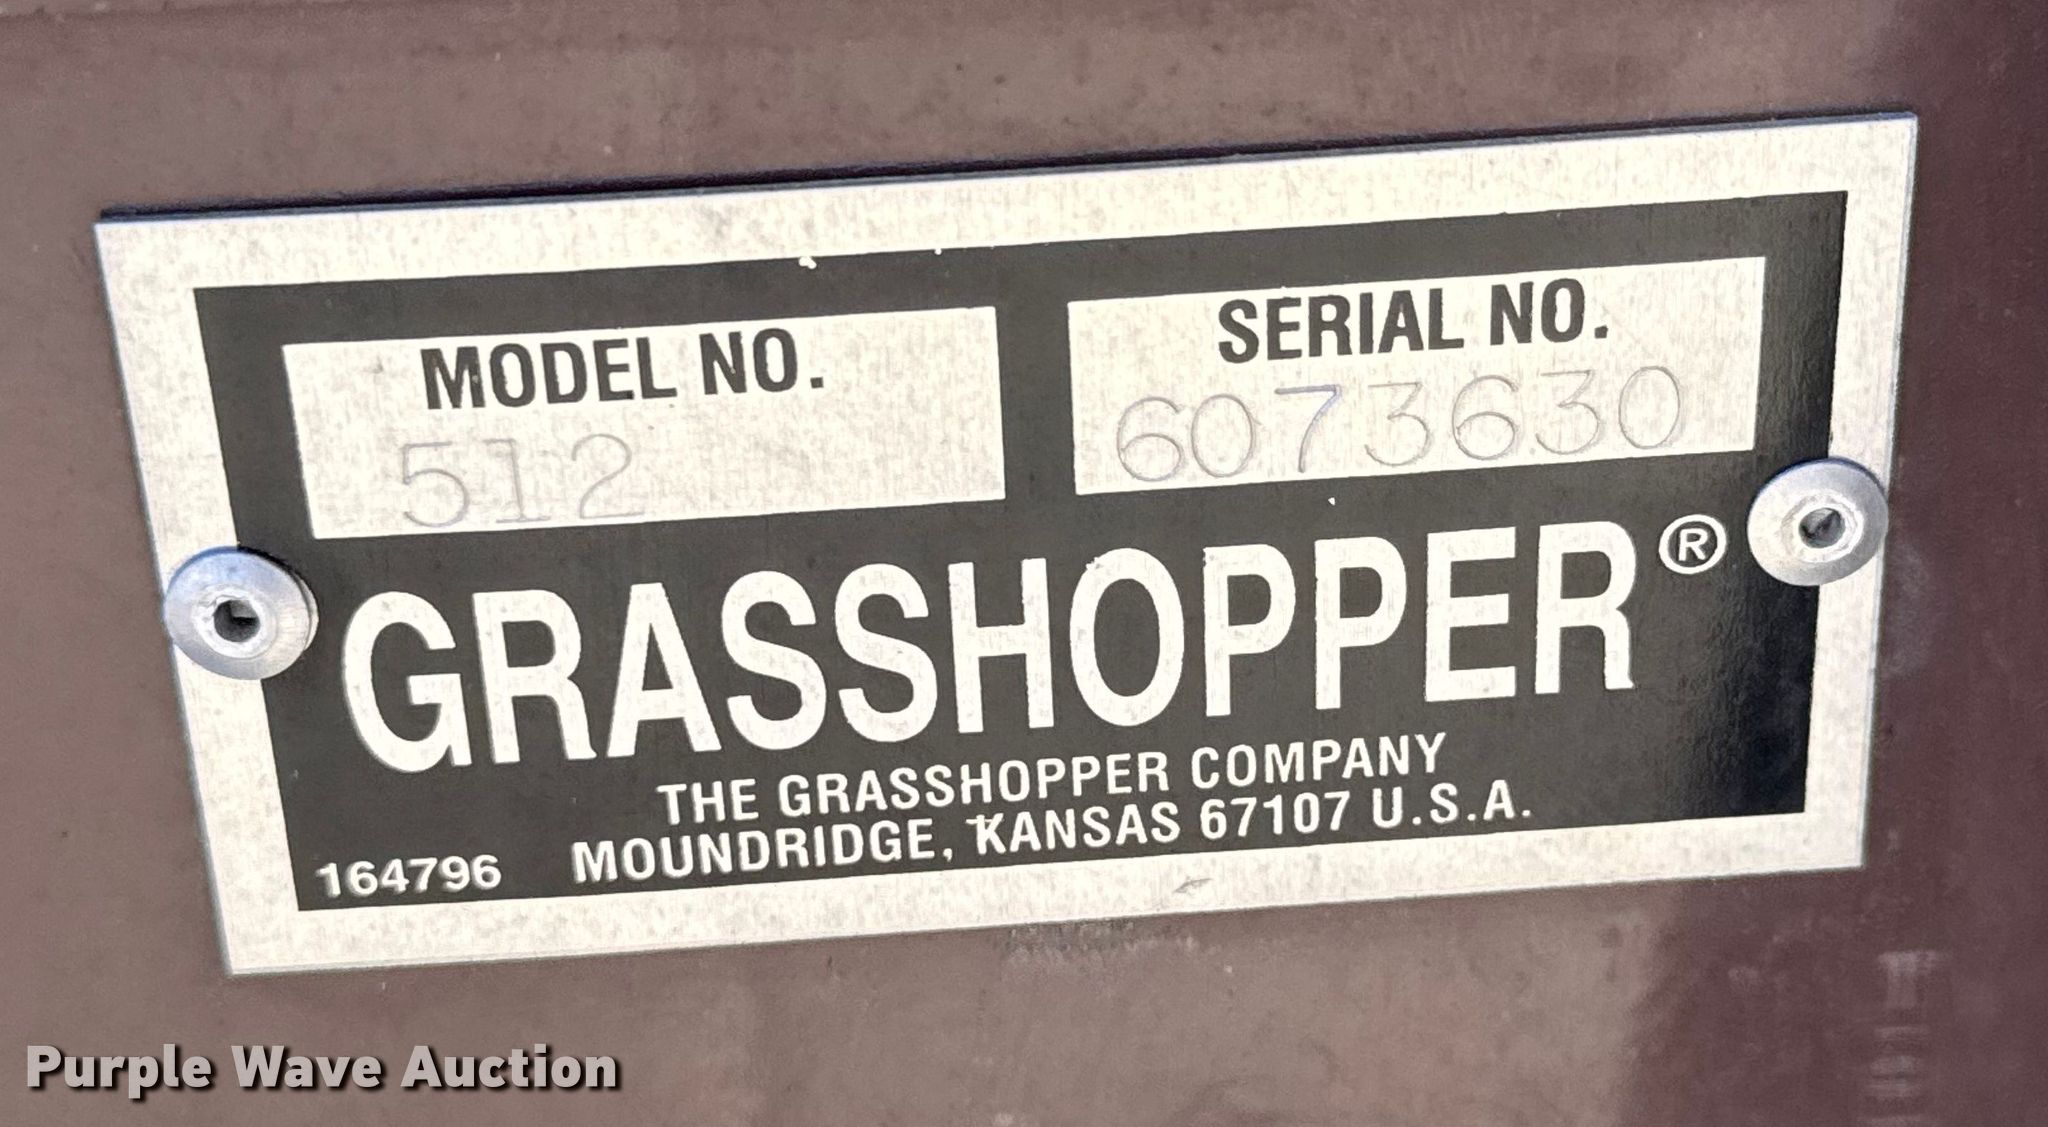 MODEL NO.
512
SERIAL NO.
6073630
GRASSHOPPER®
THE GRASSHOPPER COMPANY
MOUNDRIDGE, KANSAS 67107 U.S.A.
164796
Purple Wave Auction